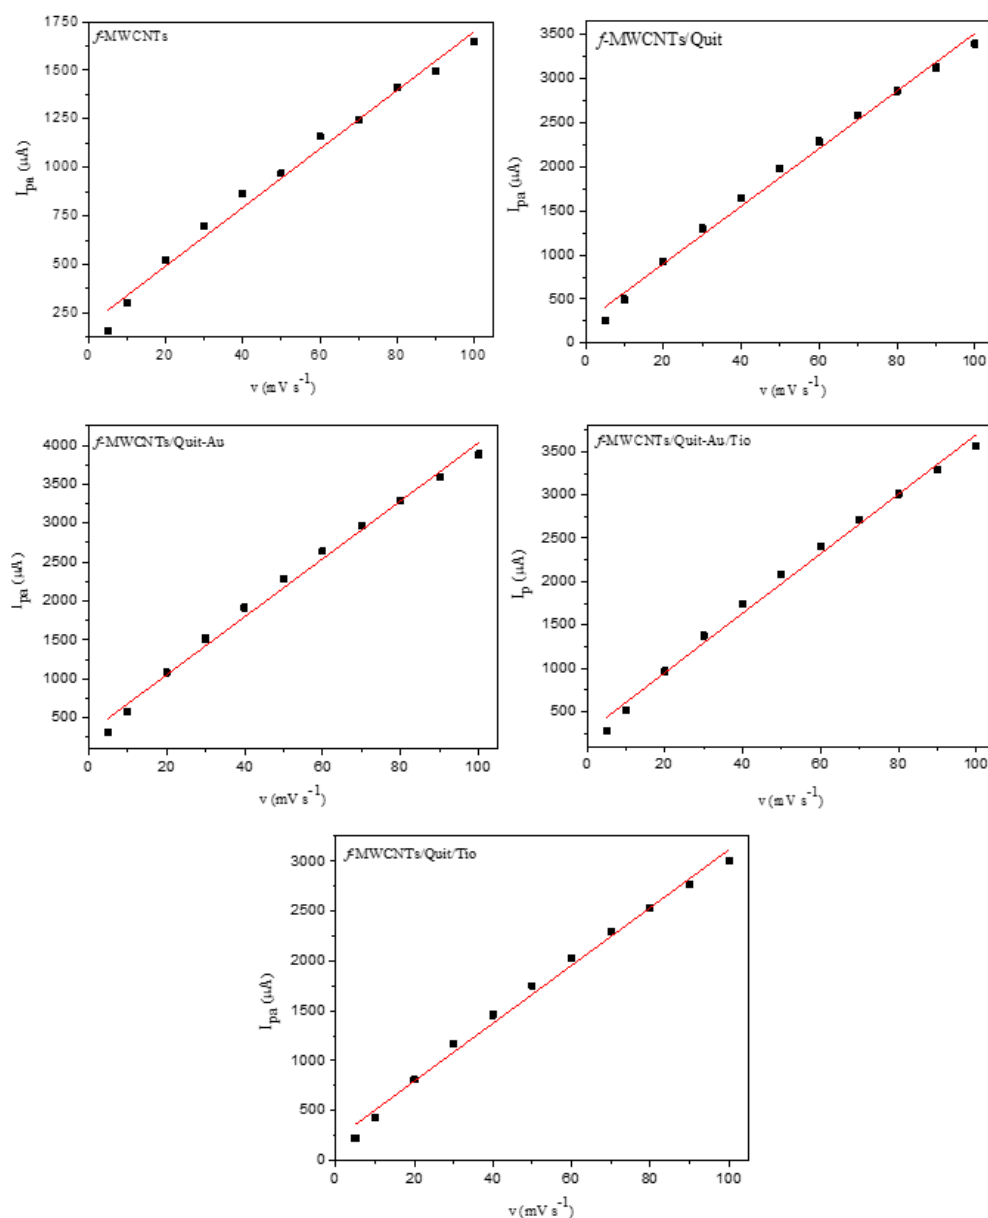 f-MWCNTs
1750
1500
1250
1000
750
500
250
I_pa (µA)
0 20 40 60 80 100
v (mV s⁻¹)
f-MWCNTs/Quit
3500
3000
2500
2000
1500
1000
500
0
I_pa (µA)
0 20 40 60 80 100
v (mV s⁻¹)
f-MWCNTs/Quit-Au
4000
3500
3000
2500
2000
1500
1000
500
I_pa (µA)
0 20 40 60 80 100
v (mV s⁻¹)
f-MWCNTs/Quit-Au/Tio
3500
3000
2500
2000
1500
1000
500
I_p (µA)
0 20 40 60 80 100
v (mV s⁻¹)
f-MWCNTs/Quit/Tio
3000
2500
2000
1500
1000
500
0
I_pa (µA)
0 20 40 60 80 100
v (mV s⁻¹)